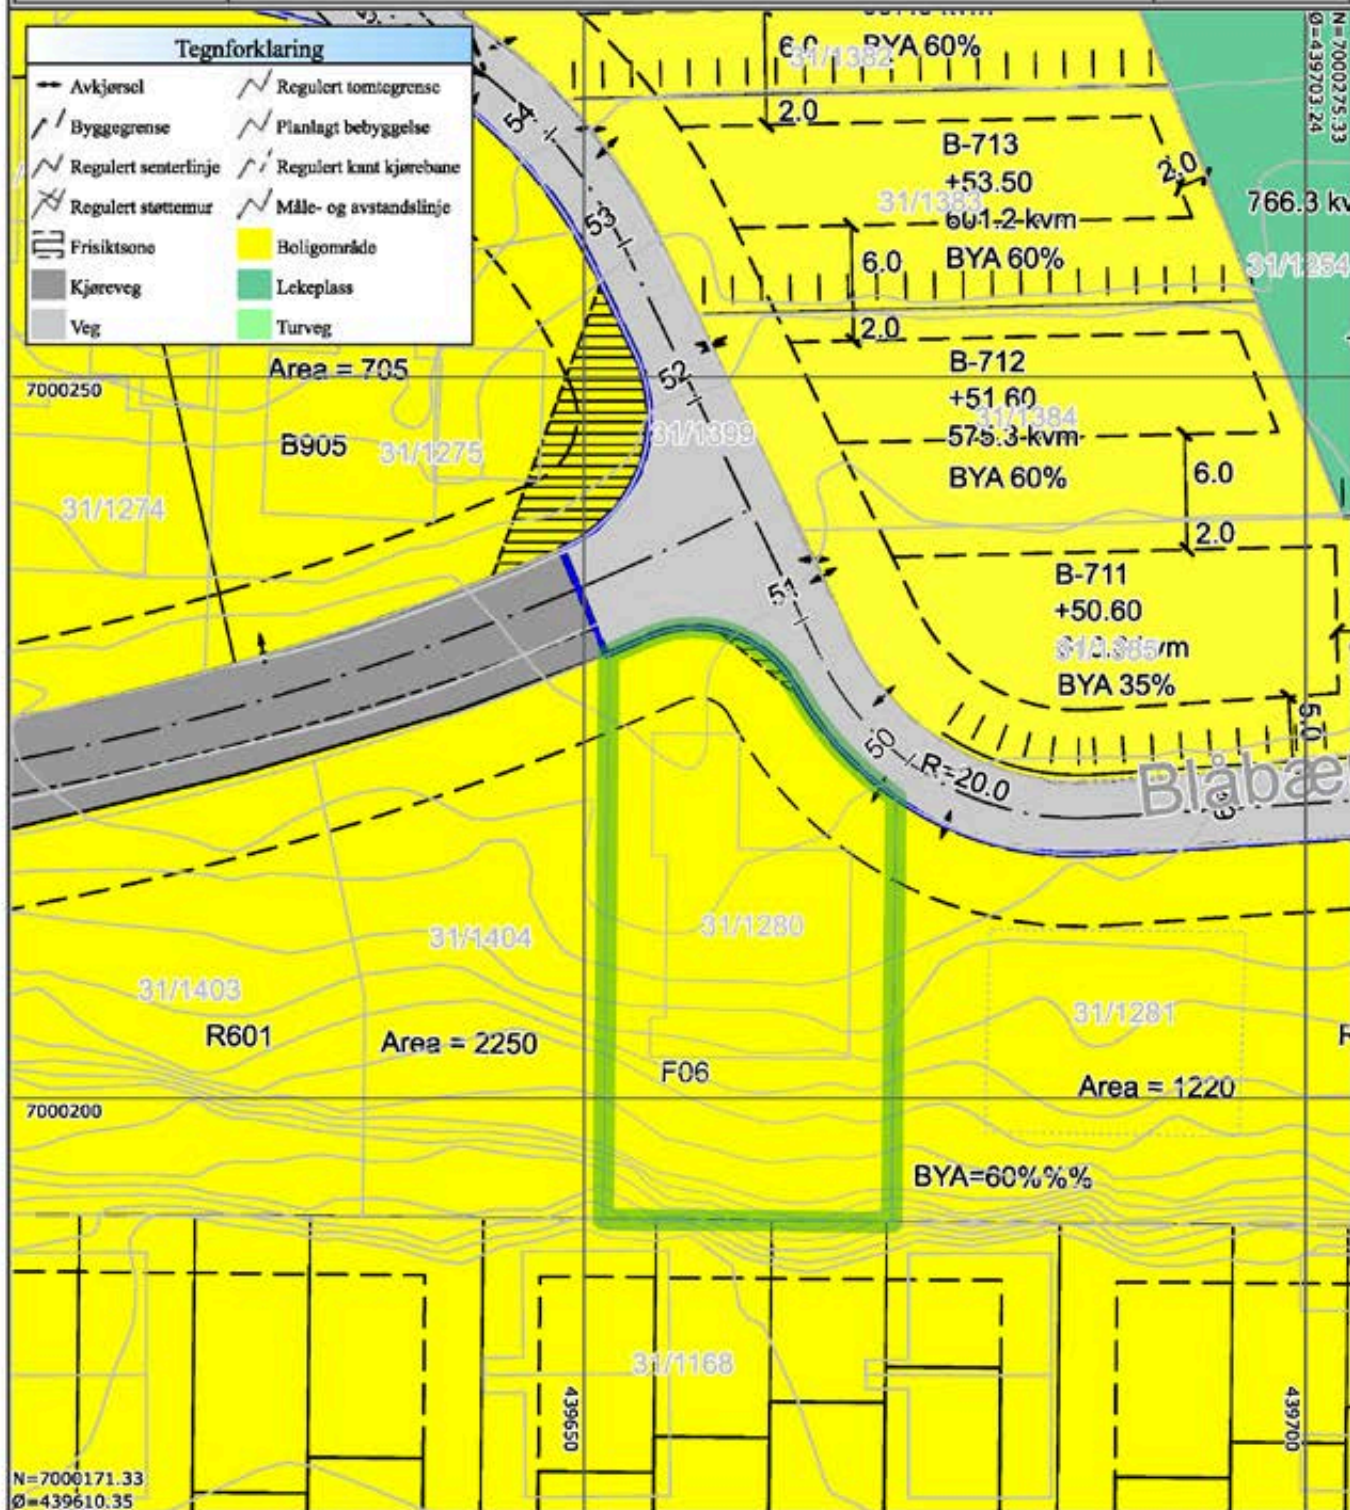 Tegnforklaring
Avkjørsel
Regulert tomtegrense
Byggegrense
Planlagt bebyggelse
Regulert senterlinje
Regulert kant kjørebane
Regulert støttemur
Måle- og avstandslinje
Frisiktsone
Boligområde
Kjøreveg
Lekeplass
Veg
Turveg
6.0
BYA 60%
31/1382
2.0
N=7000275.33
Ø=439703.24
54
B-713
+53.50
31/1383
601.2 kvm
BYA 60%
2.0
766.3 kv
31/1254
53
6.0
2.0
52
B-712
+51.60
31/1384
575.3 kvm
BYA 60%
6.0
2.0
Area = 705
7000250
B905
31/1275
31/1274
31/1399
51
B-711
+50.60
31/1385
BYA 35%
5.0
50
R=20.0
Blåbæ
49
31/1280
31/1404
31/1403
R601
Area = 2250
F06
31/1281
R
Area = 1220
7000200
BYA=60%%%
31/1168
439650
439700
N=7000171.33
Ø=439610.35